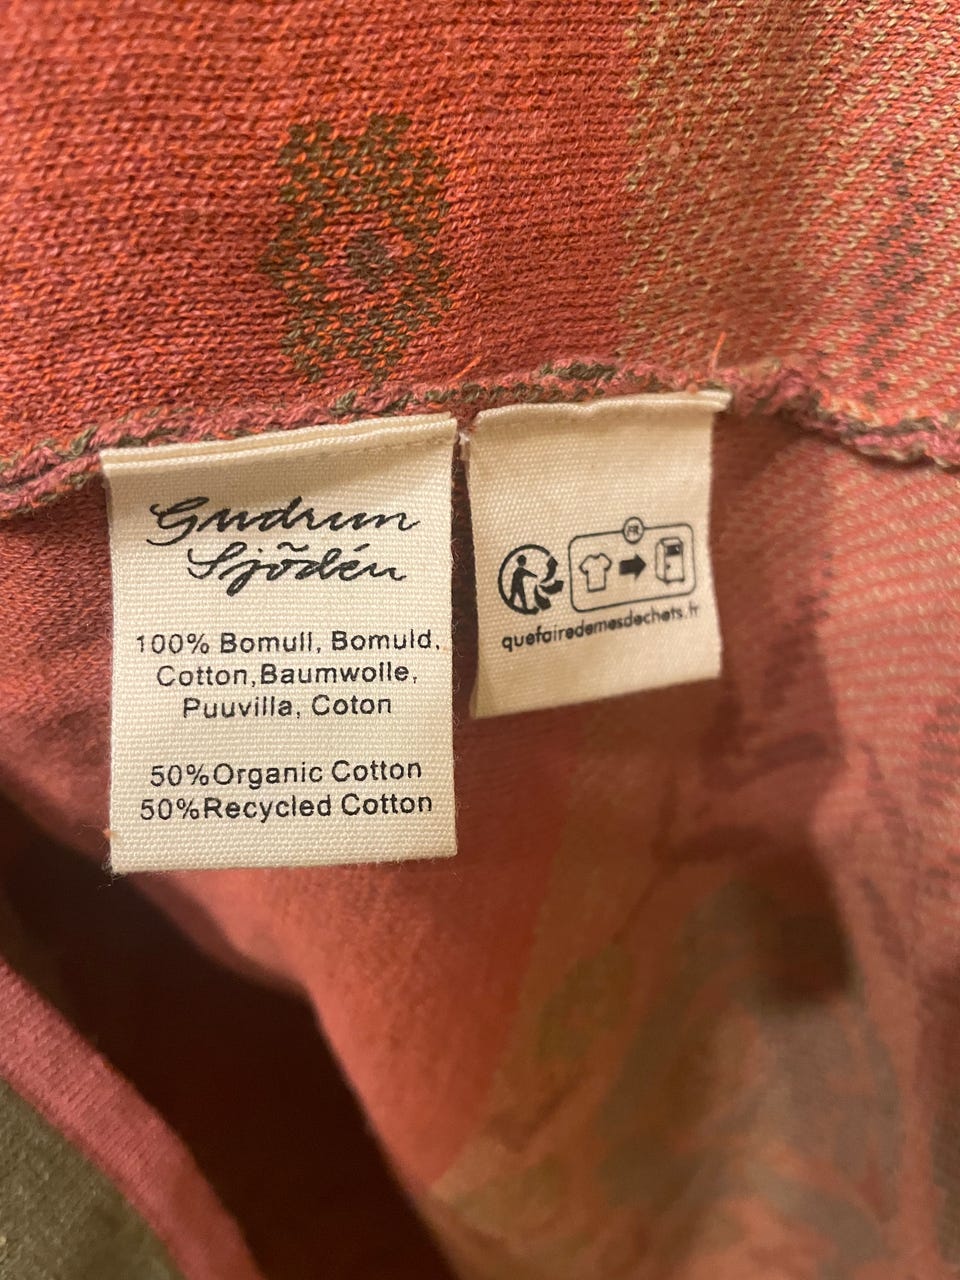 Gudrun
Sjödén
100% Bomull, Bomuld,
Cotton,Baumwolle,
Puuvilla, Coton
50%Organic Cotton
50%Recycled Cotton
FR
quefairedemesdechets.fr